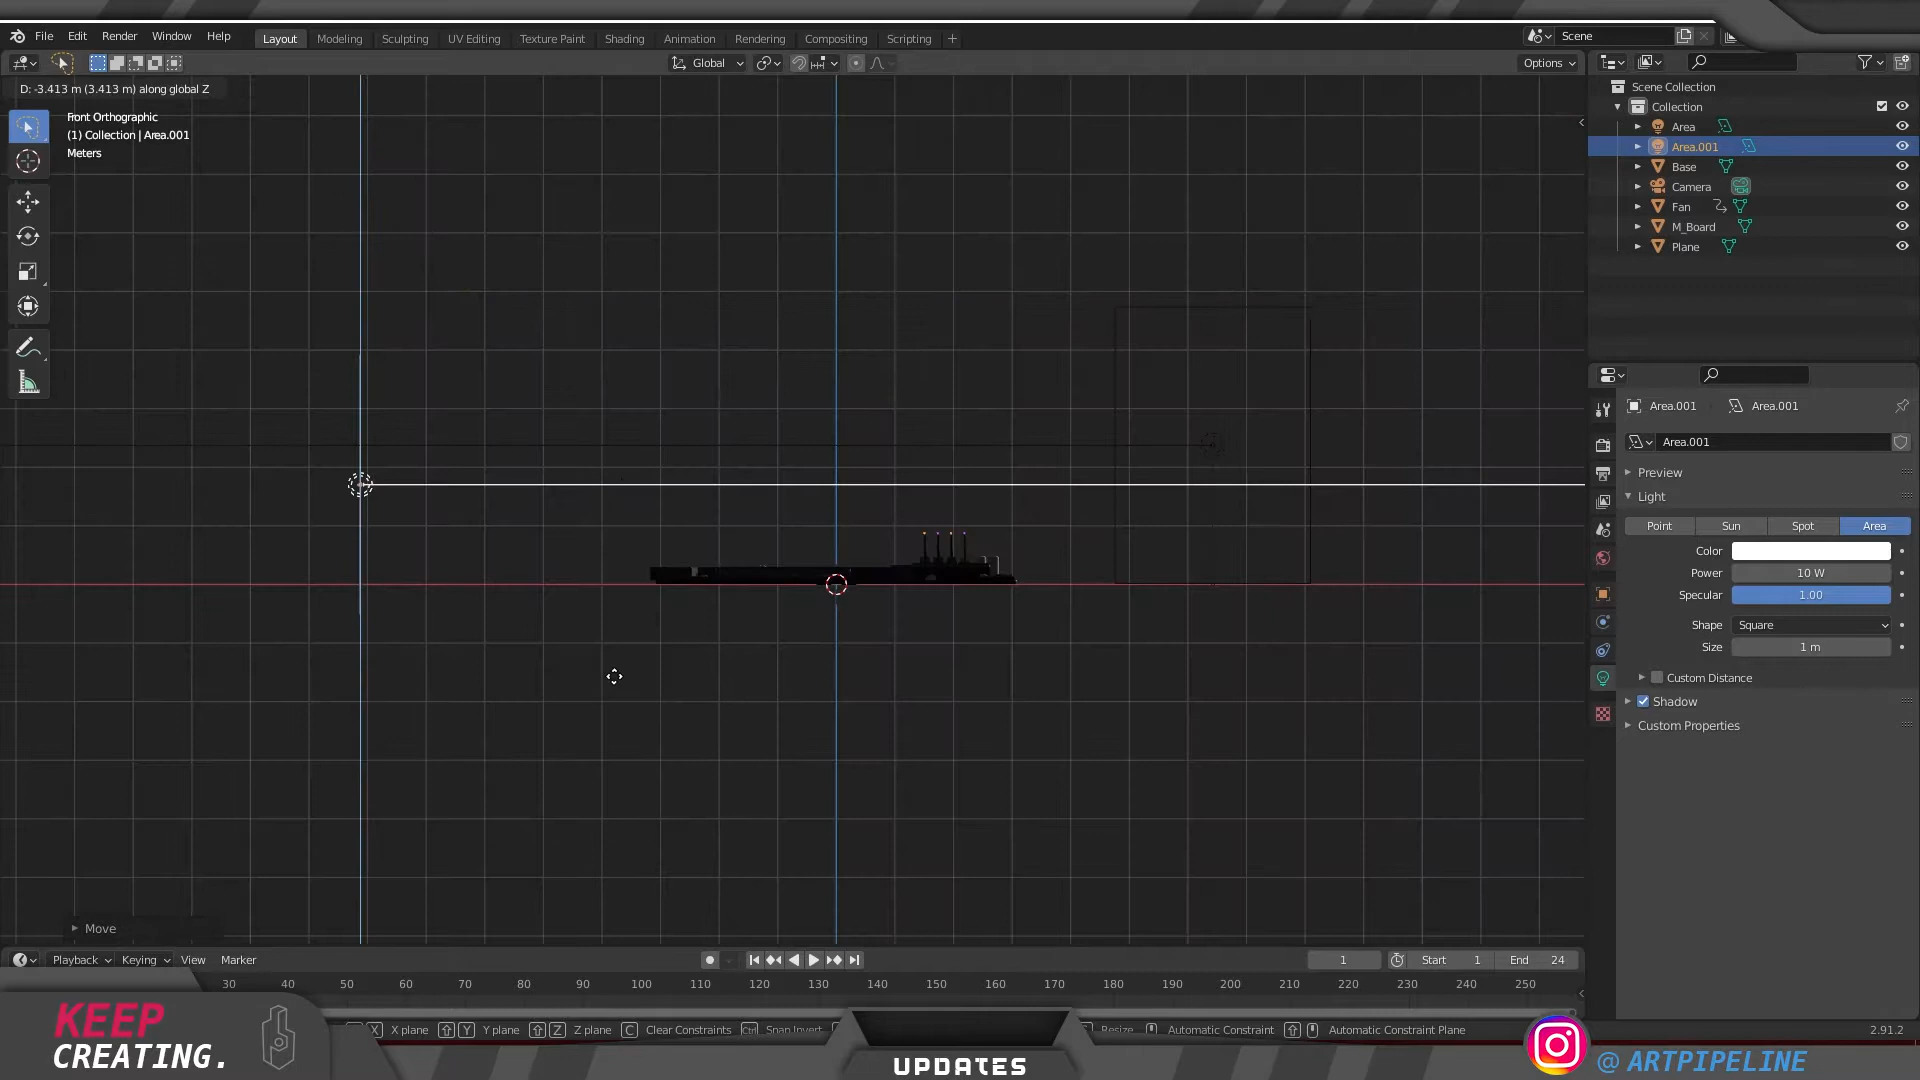 File Edit Render Window Help
Layout Modeling Sculpting UV Editing Texture Paint Shading Animation Rendering Compositing Scripting +
Scene
Global
Options
D: -3.413 m (3.413 m) along global Z
Front Orthographic
(1) Collection | Area.001
Meters
Scene Collection
Collection
Area
Area.001
Base
Camera
Fan
M_Board
Plane
Area.001 Area.001
Area.001
Preview
Light
Point Sun Spot Area
Color
Power 10 W
Specular 1.00
Shape Square
Size 1 m
Custom Distance
Shadow
Custom Properties
Move
Playback Keying View Marker
1 Start 1 End 24
30 40 50 60 70 80 90 100 110 120 130 140 150 160 170 180 190 200 210 220 230 240 250
X X plane Y Y plane Z Z plane C Clear Constraints Ctrl Snap Invert Resize Automatic Constraint Automatic Constraint Plane 2.91.2
KEEP
CREATING.
UPDATES
@ ARTPIPELINE